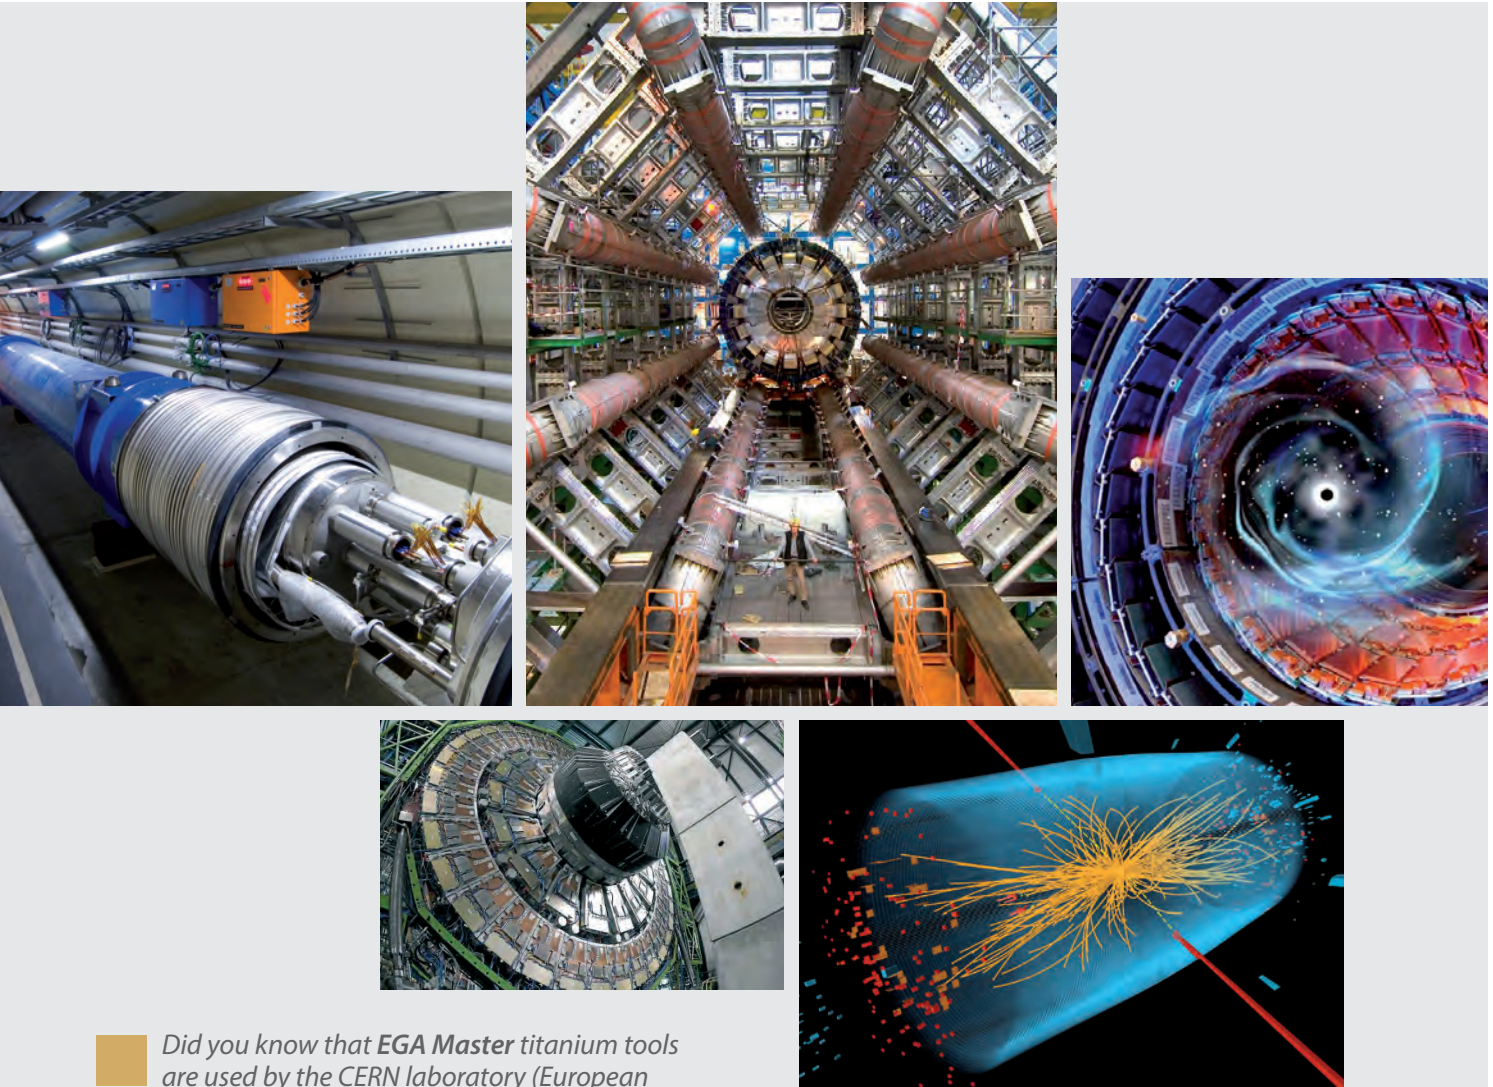 Did you know that EGA Master titanium tools
are used by the CERN laboratory (European